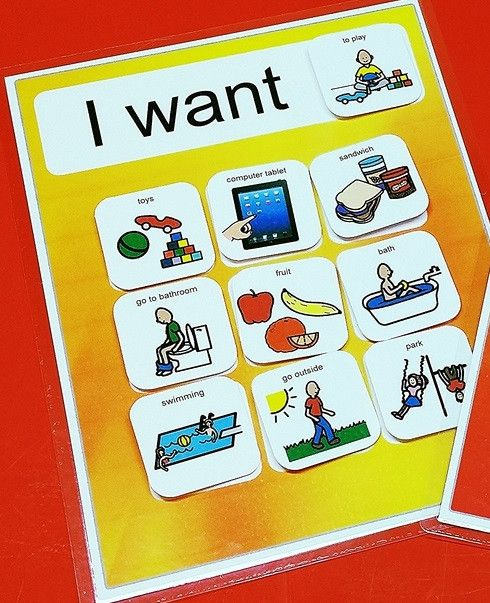 to play
I want
toys
computer tablet
sandwich
go to bathroom
fruit
bath
swimming
go outside
park